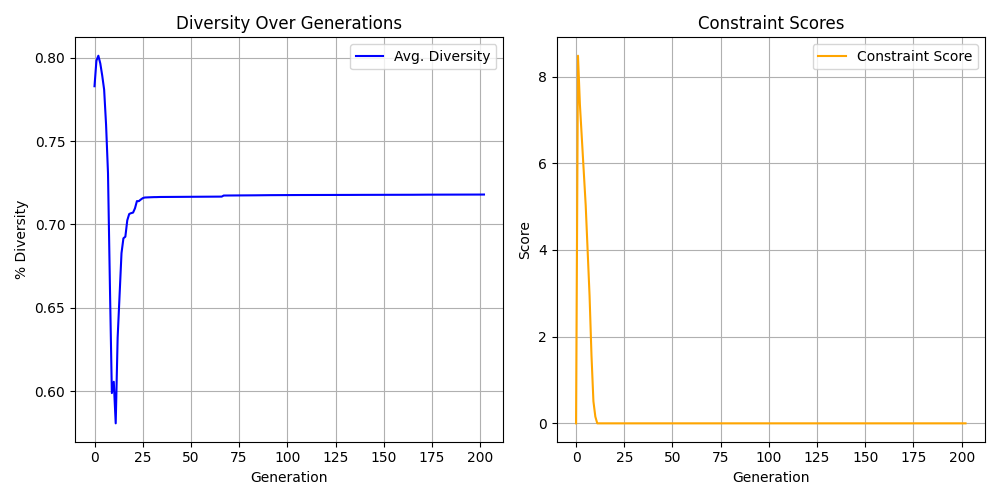 Diversity Over Generations
Avg. Diversity
0.80
0.75
0.70
0.65
0.60
% Diversity
0 25 50 75 100 125 150 175 200
Generation
Constraint Scores
Constraint Score
8
6
4
2
0
Score
0 25 50 75 100 125 150 175 200
Generation